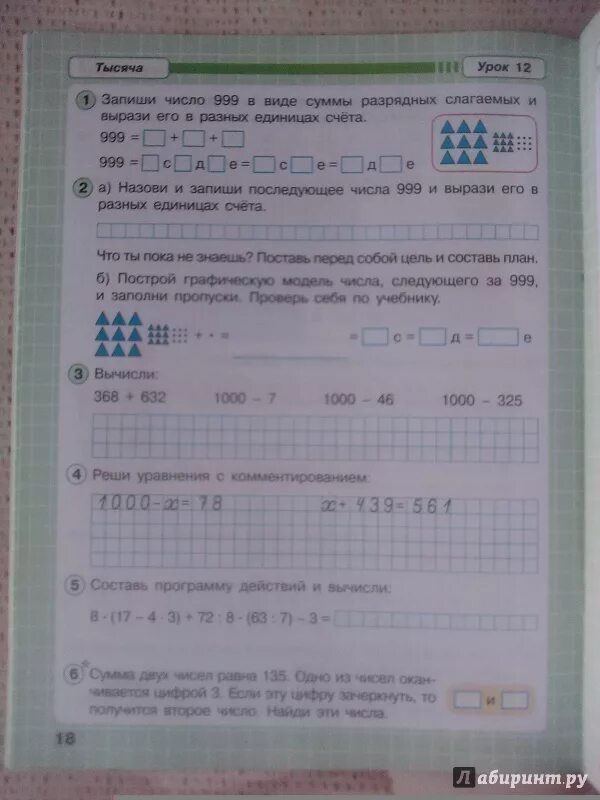 Тысяча
Урок 12
1 Запиши число 999 в виде суммы разрядных слагаемых и
вырази его в разных единицах счёта.
999 = + +
999 = с д е = с е = д е
2 а) Назови и запиши последующее числа 999 и вырази его в
разных единицах счёта.
Что ты пока не знаешь? Поставь перед собой цель и составь план.
б) Построй графическую модель числа, следующего за 999,
и заполни пропуски. Проверь себя по учебнику.
+ • = = с = д = е
3 Вычисли:
368 + 632 1000 – 7 1000 – 46 1000 – 325
4 Реши уравнения с комментированием:
1000 – x = 78 x + 439 = 561
5 Составь программу действий и вычисли:
8 · (17 – 4 · 3) + 72 : 8 · (63 : 7) – 3 =
6* Сумма двух чисел равна 135. Одно из чисел окан-
чивается цифрой 3. Если эту цифру зачеркнуть, то
получится второе число. Найди эти числа.
и
18
Лабиринт.ру